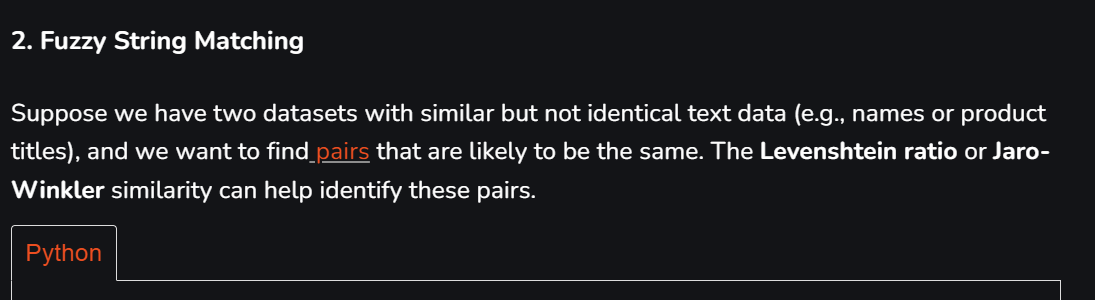 2. Fuzzy String Matching
Suppose we have two datasets with similar but not identical text data (e.g., names or product
titles), and we want to find pairs that are likely to be the same. The Levenshtein ratio or Jaro-
Winkler similarity can help identify these pairs.
Python